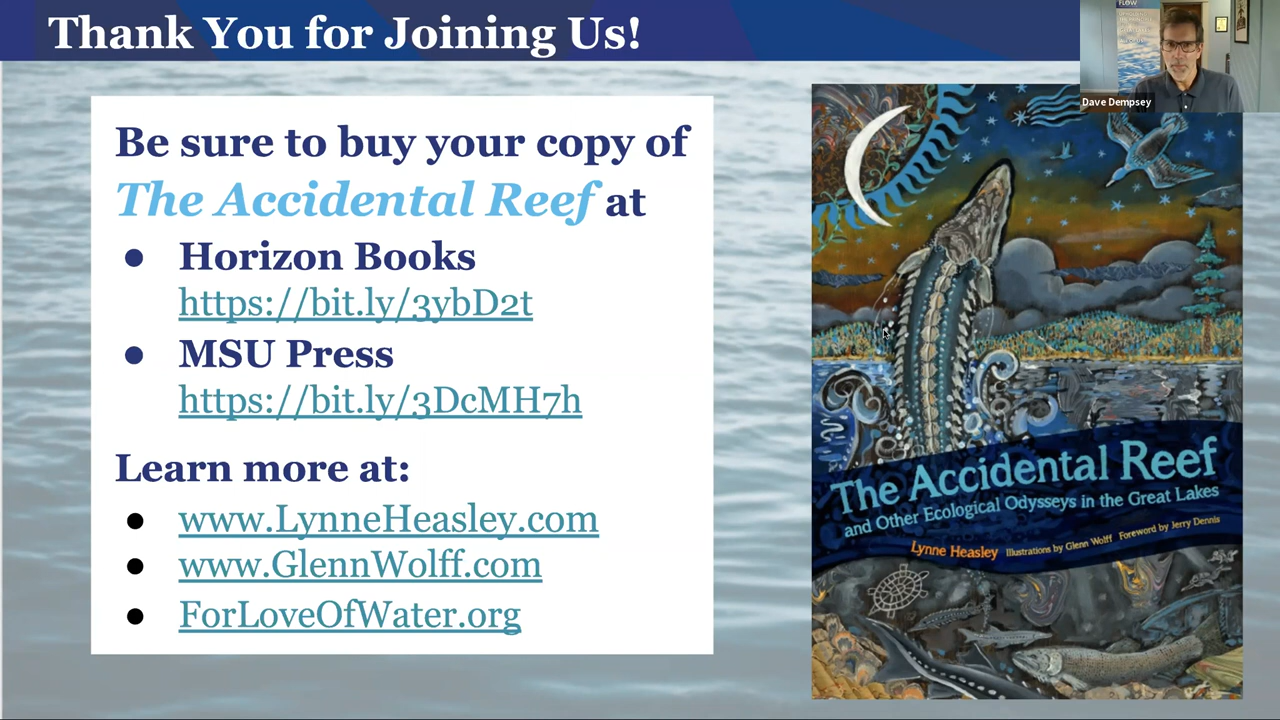 Thank You for Joining Us!
FLOW
Dave Dempsey
Be sure to buy your copy of
The Accidental Reef at
● Horizon Books
https://bit.ly/3ybD2t
● MSU Press
https://bit.ly/3DcMH7h
Learn more at:
● www.LynneHeasley.com
● www.GlennWolff.com
● ForLoveOfWater.org
The Accidental Reef
and Other Ecological Odysseys in the Great Lakes
Lynne Heasley Illustrations by Glenn Wolff Foreword by Jerry Dennis